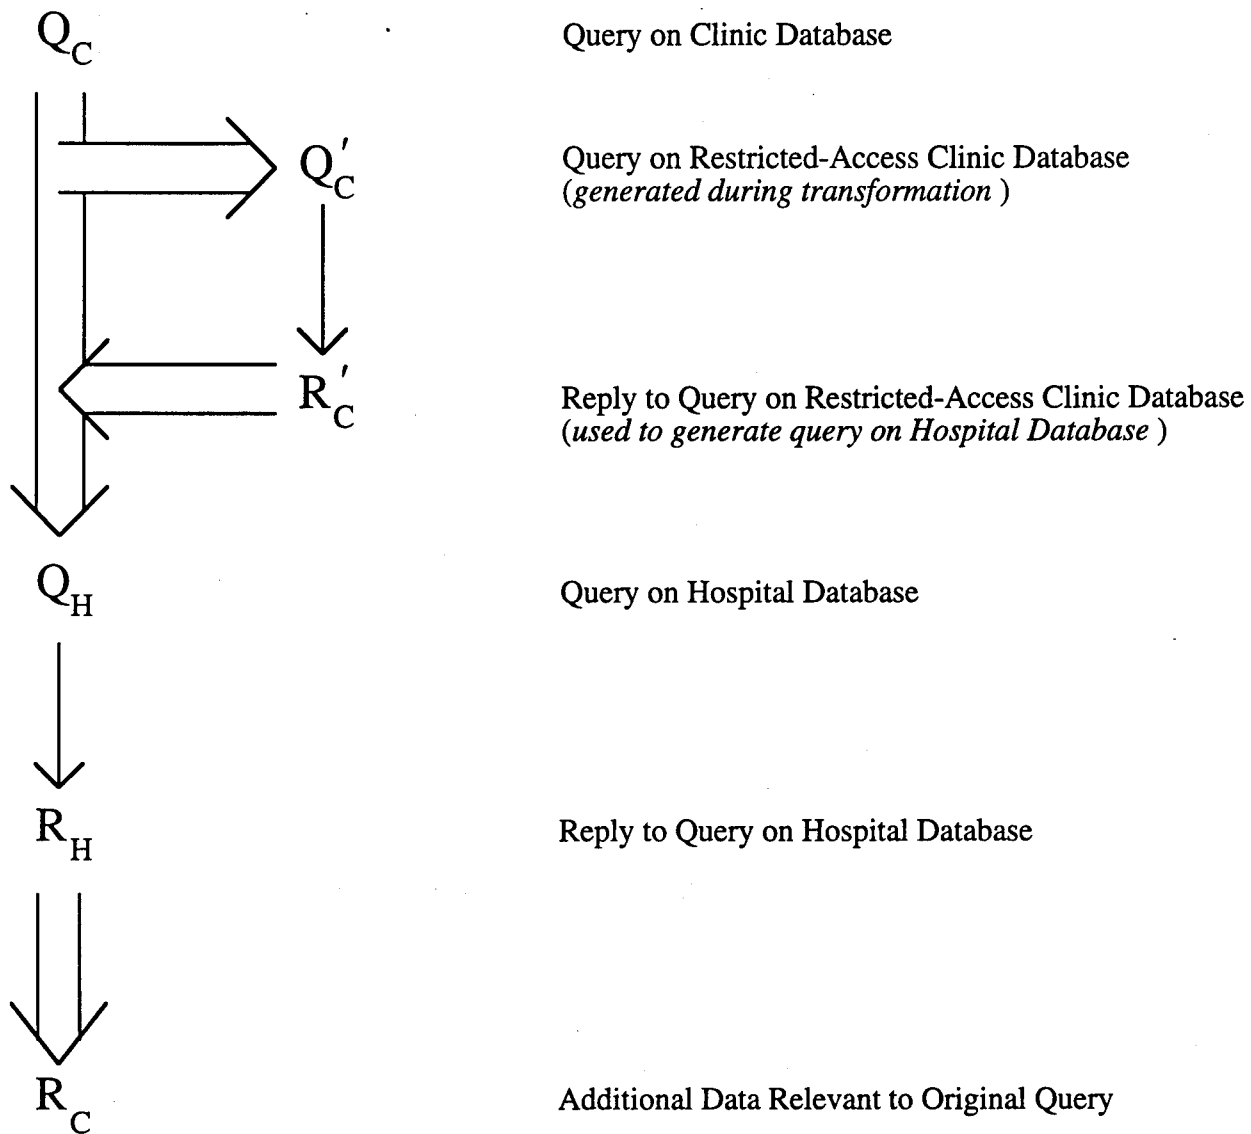 Q_C Query on Clinic Database
Q'_C Query on Restricted-Access Clinic Database
(generated during transformation )
R'_C Reply to Query on Restricted-Access Clinic Database
(used to generate query on Hospital Database )
Q_H Query on Hospital Database
R_H Reply to Query on Hospital Database
R_C Additional Data Relevant to Original Query